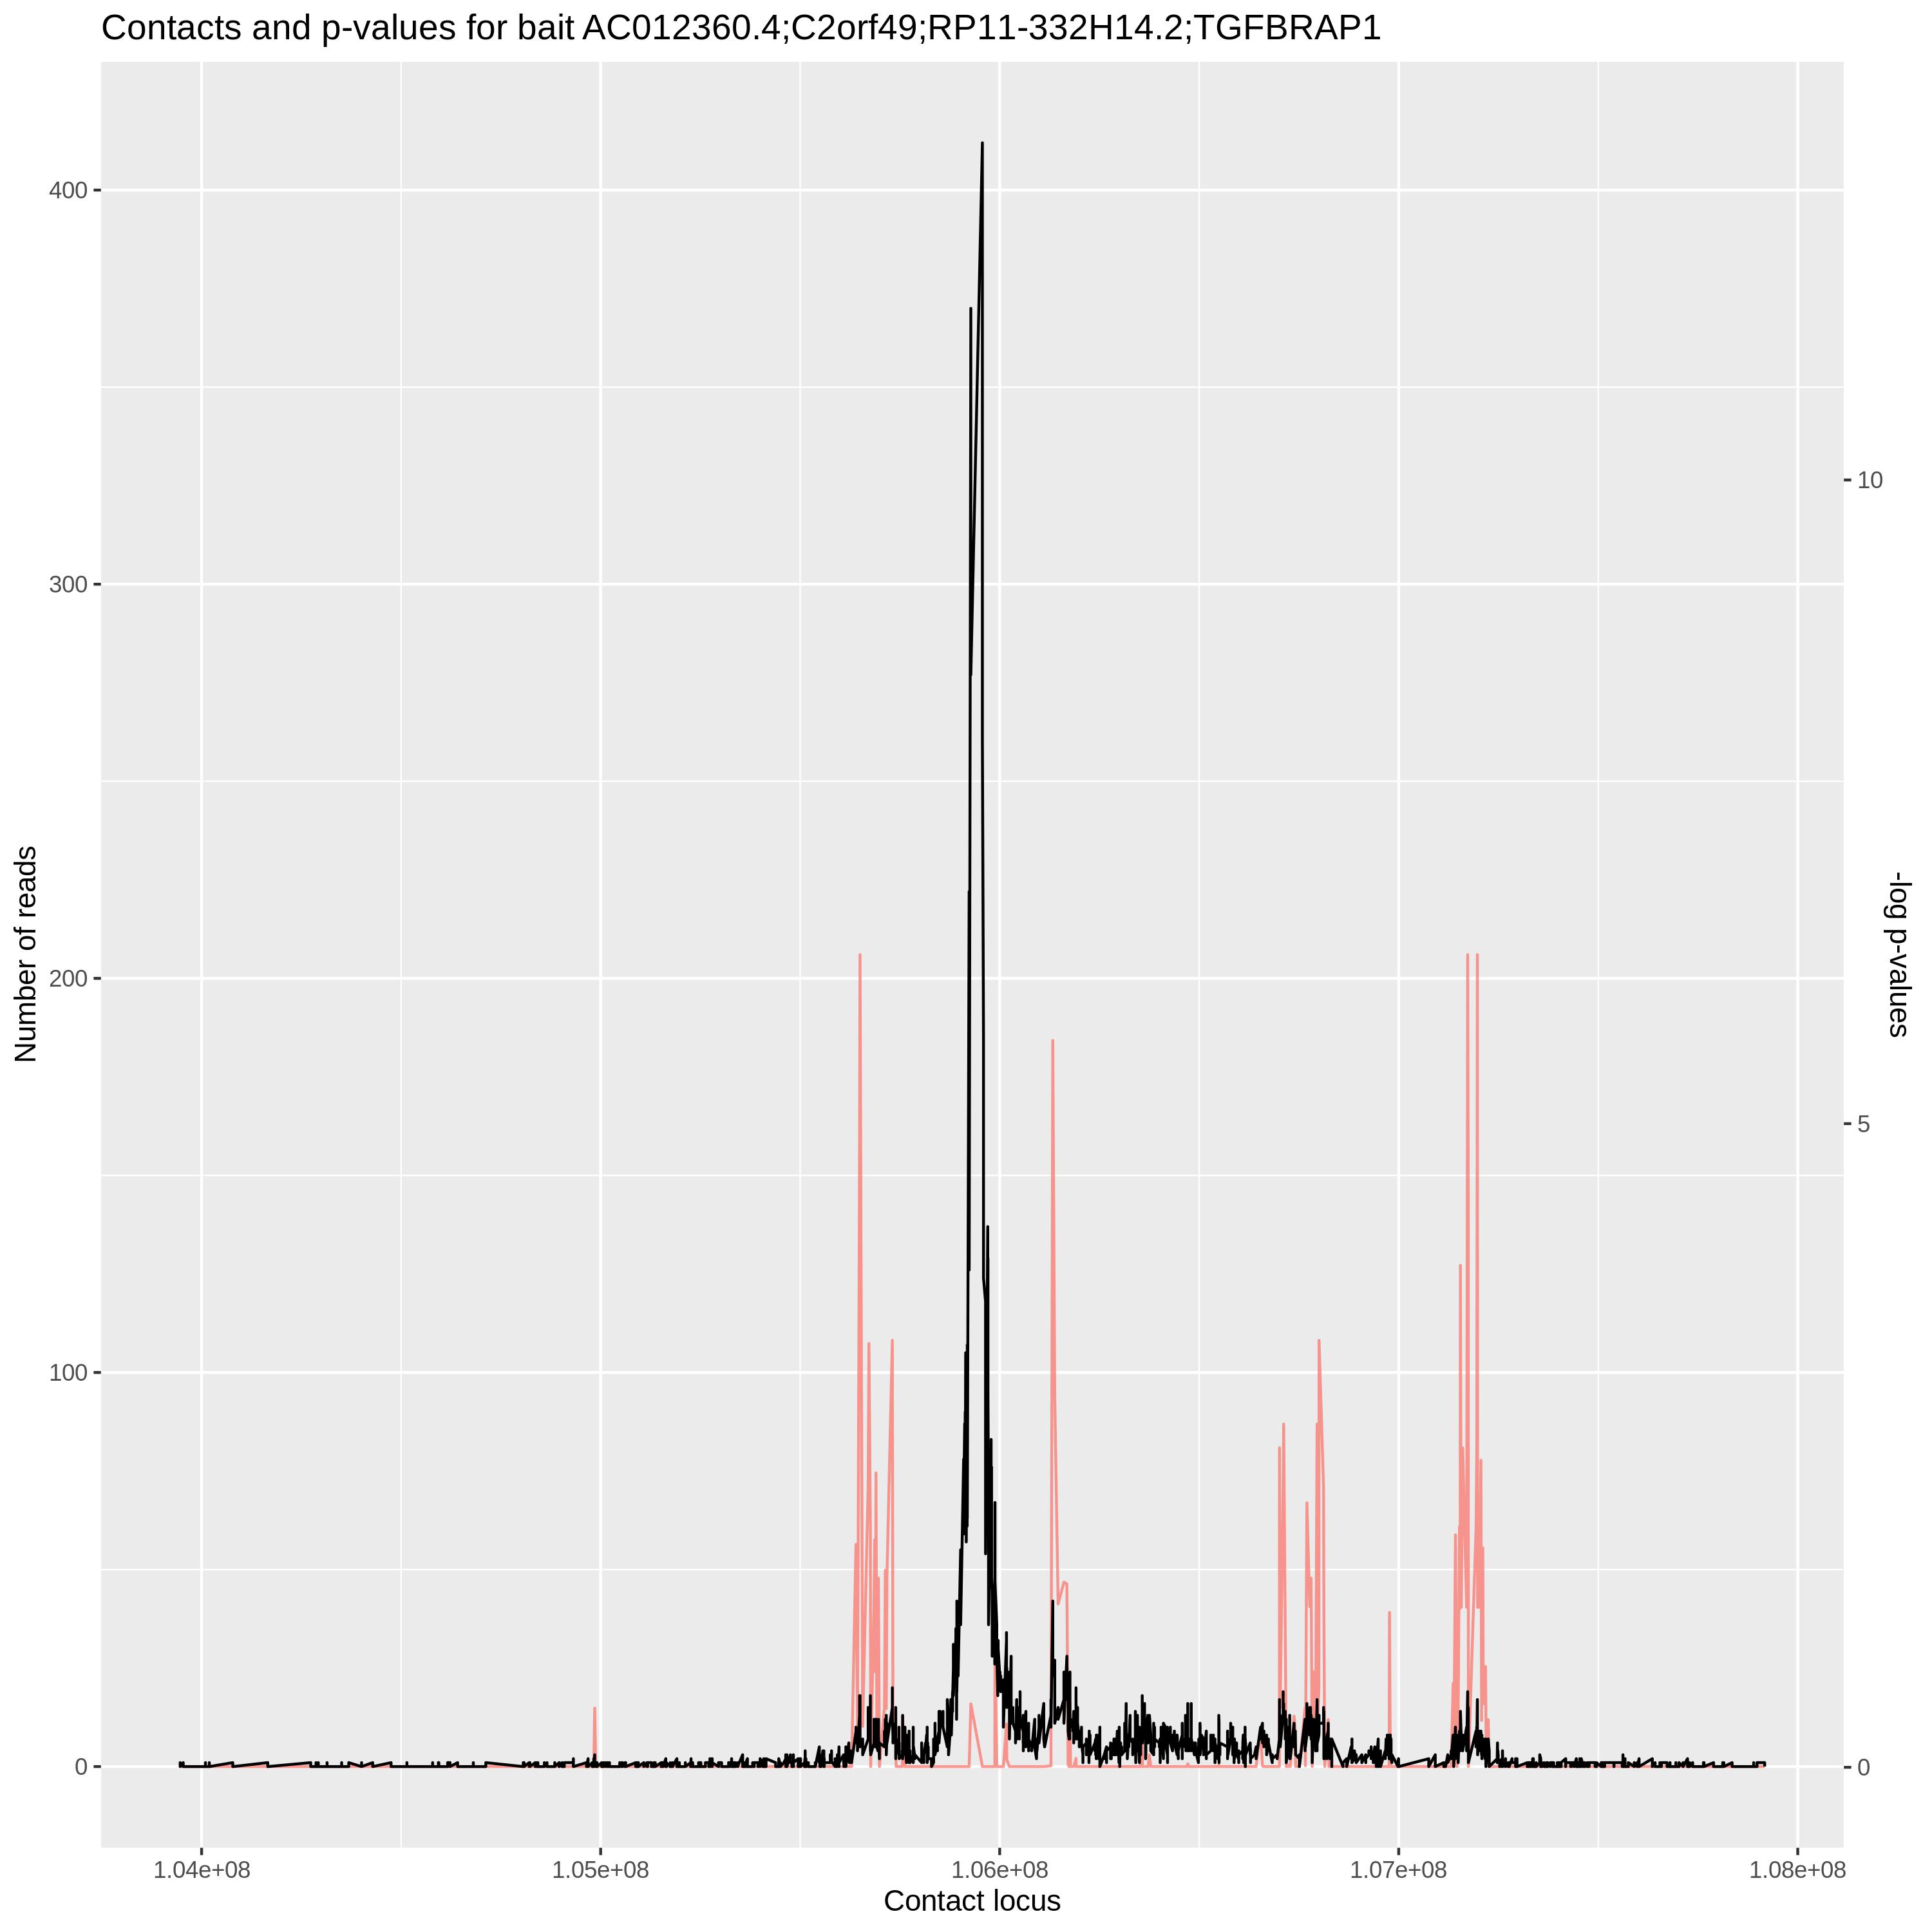 Contacts and p-values for bait AC012360.4;C2orf49;RP11-332H14.2;TGFBRAP1
400
300
200
100
0
Number of reads
10
5
0
-log p-values
1.04e+08
1.05e+08
1.06e+08
1.07e+08
1.08e+08
Contact locus